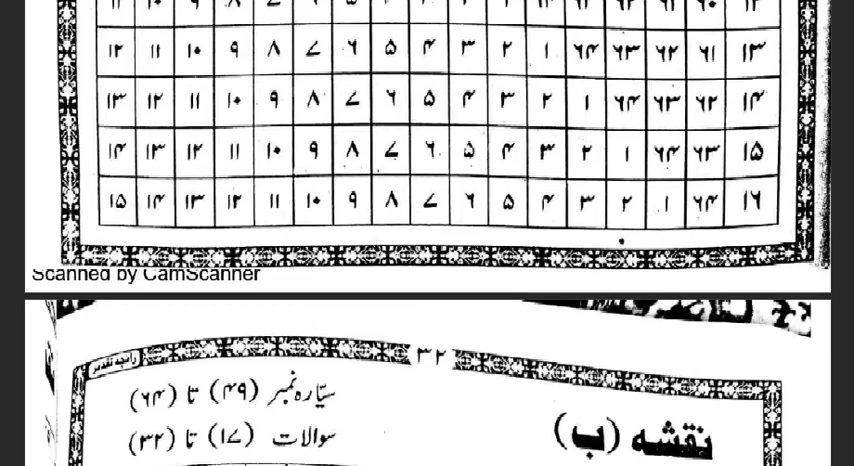 ۱۲ ۱۱ ۱۰ ۹ ۸ ۷ ۶ ۵ ۴ ۳ ۲ ۱ ۶۴ ۶۳ ۶۲ ۶۱ ۱۳
۱۳ ۱۲ ۱۱ ۱۰ ۹ ۸ ۷ ۶ ۵ ۴ ۳ ۲ ۱ ۶۴ ۶۳ ۶۲ ۱۴
۱۴ ۱۳ ۱۲ ۱۱ ۱۰ ۹ ۸ ۷ ۶ ۵ ۴ ۳ ۲ ۱ ۶۴ ۶۳ ۱۵
۱۵ ۱۴ ۱۳ ۱۲ ۱۱ ۱۰ ۹ ۸ ۷ ۶ ۵ ۴ ۳ ۲ ۱ ۶۴ ۱۶
Scanned by CamScanner
۳۲
سیّارہ نمبر (۴۹) تا (۶۴)
نقشہ (ب)
سوالات (۱۷) تا (۳۲)